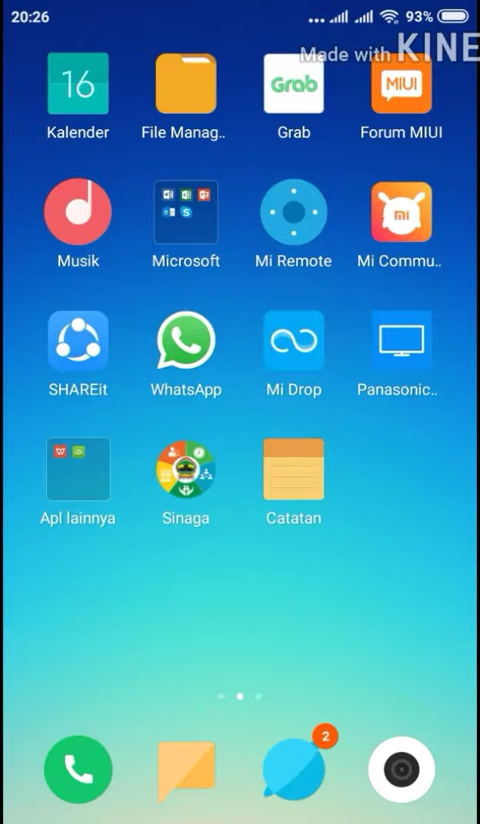 20:26
93%
Made with KINE
16
Grab
MIUI
Kalender
File Manag..
Grab
Forum MIUI
mi
Musik
Microsoft
Mi Remote
Mi Commu..
SHAREit
WhatsApp
Mi Drop
Panasonic..
Apl lainnya
Sinaga
Catatan
2